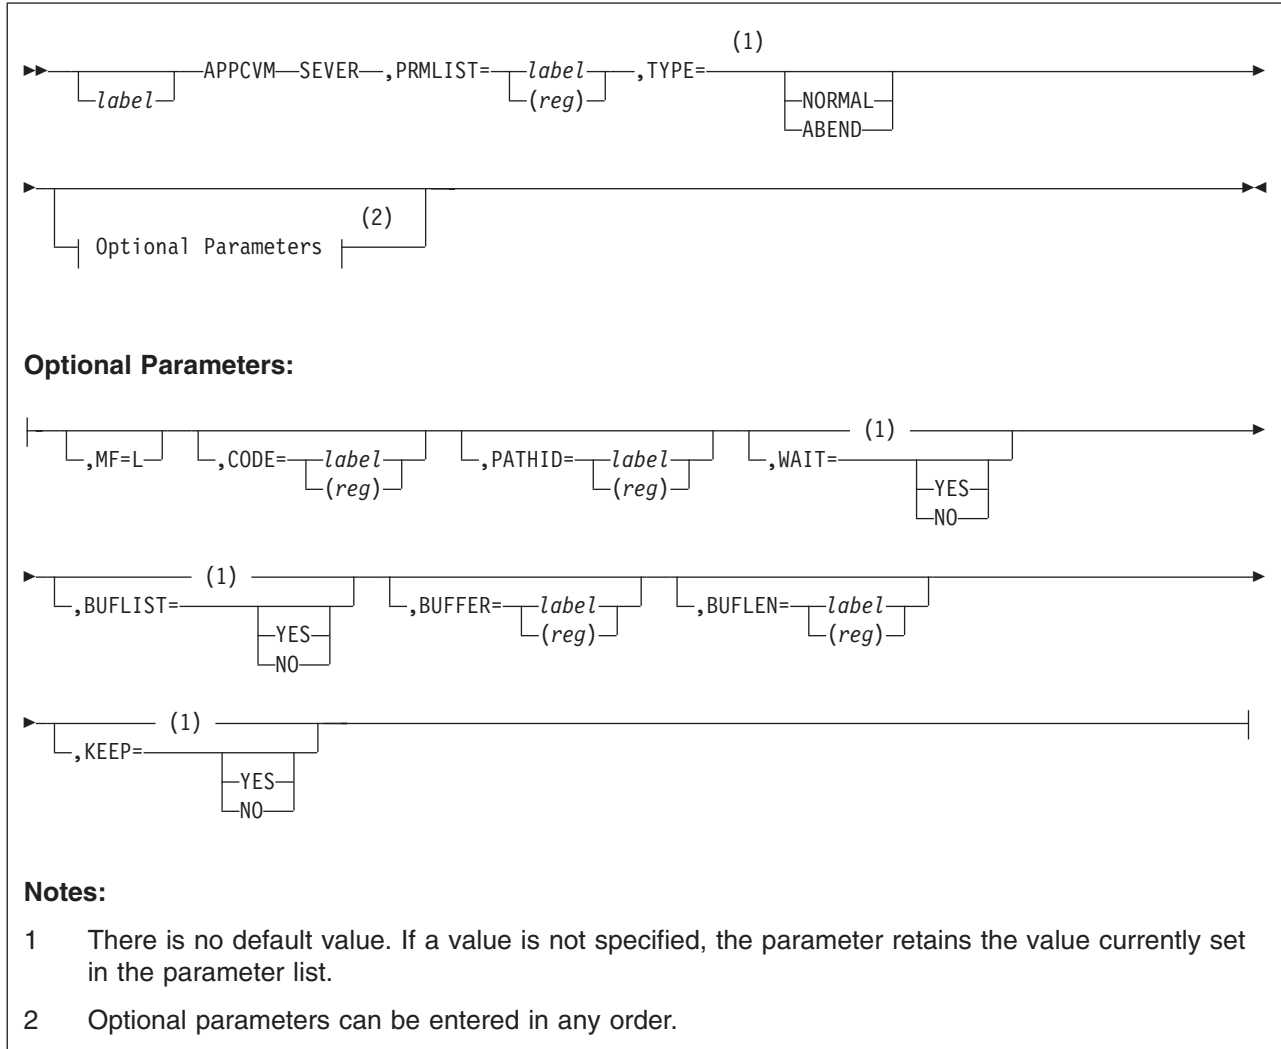 (1)
label APPCVM SEVER ,PRMLIST= label ,TYPE=
(reg) NORMAL
ABEND
(2)
Optional Parameters
Optional Parameters:
(1)
,MF=L ,CODE= label ,PATHID= label ,WAIT=
(reg) (reg) YES
NO
(1)
,BUFLIST= ,BUFFER= label ,BUFLEN= label
YES (reg) (reg)
NO
(1)
,KEEP=
YES
NO
Notes:
1 There is no default value. If a value is not specified, the parameter retains the value currently set
in the parameter list.
2 Optional parameters can be entered in any order.